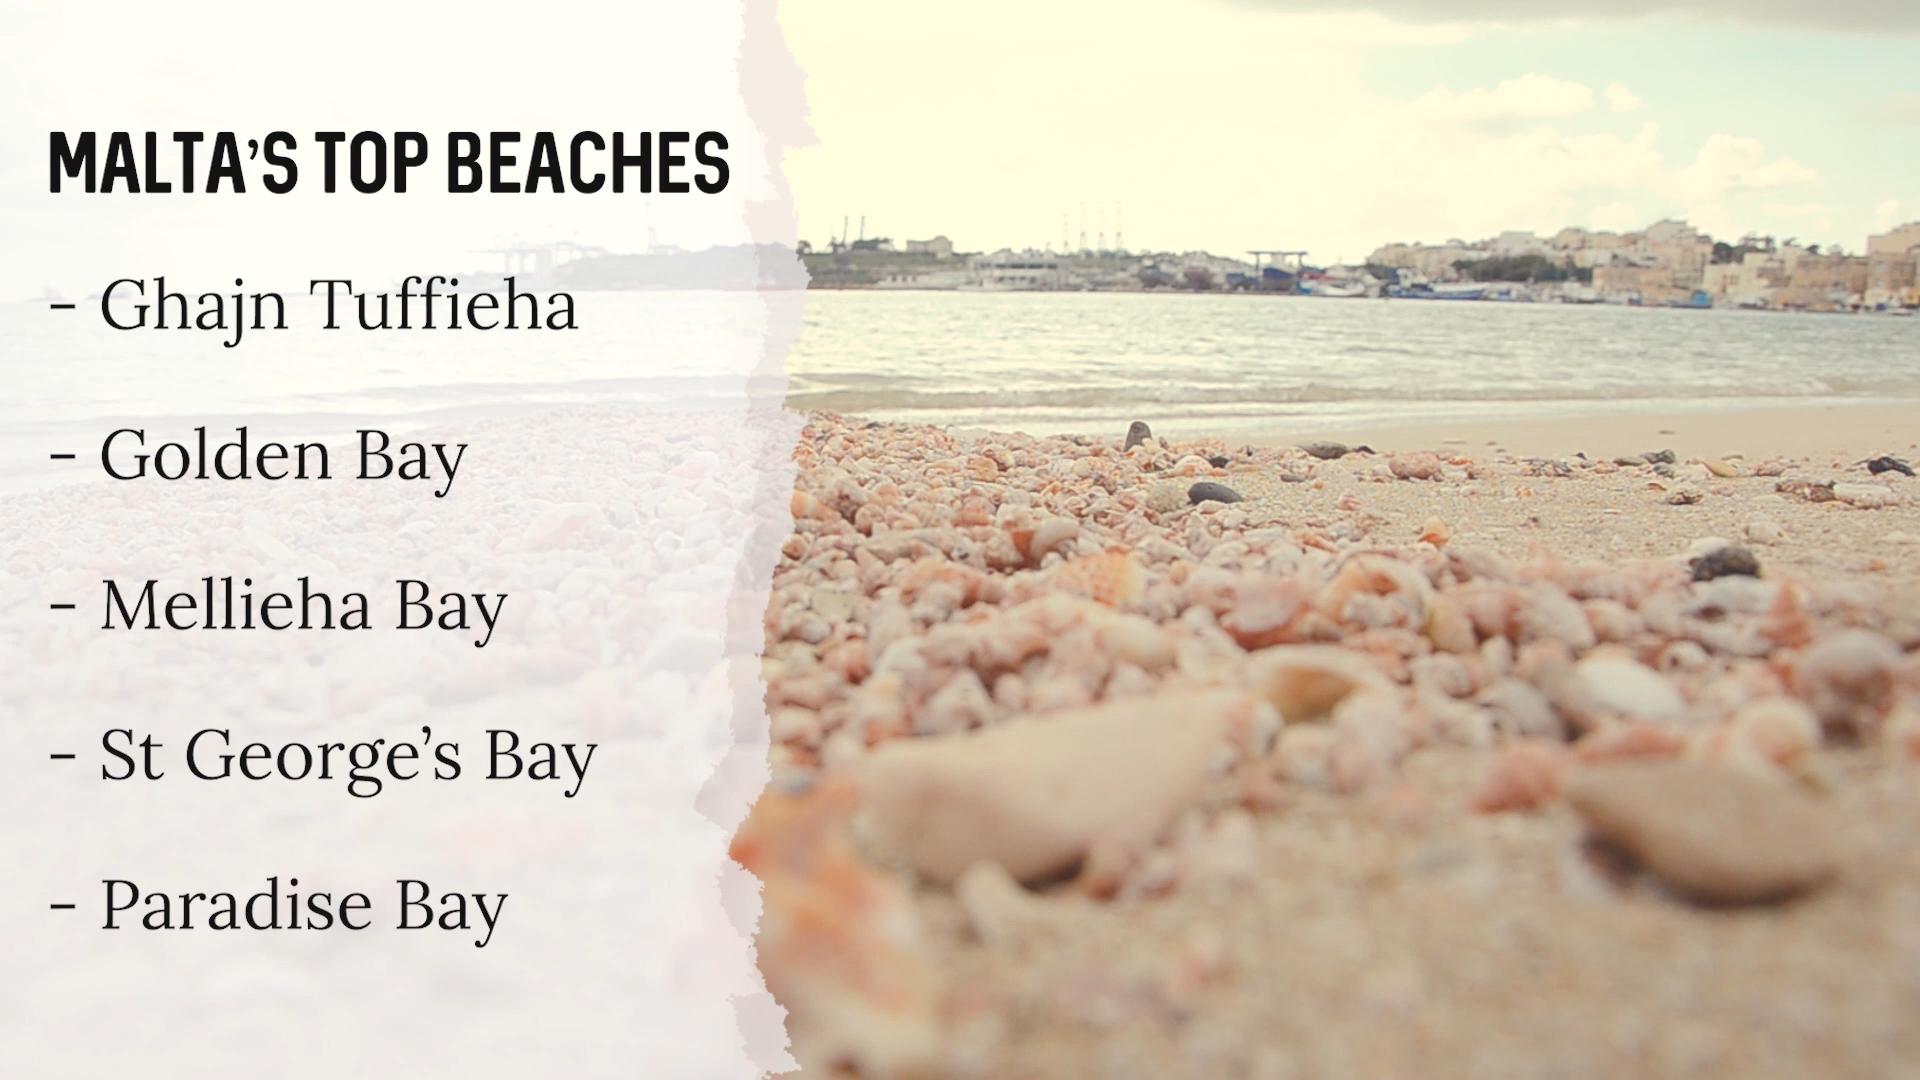 MALTA’S TOP BEACHES
- Ghajn Tuffieha
- Golden Bay
- Mellieha Bay
- St George’s Bay
- Paradise Bay